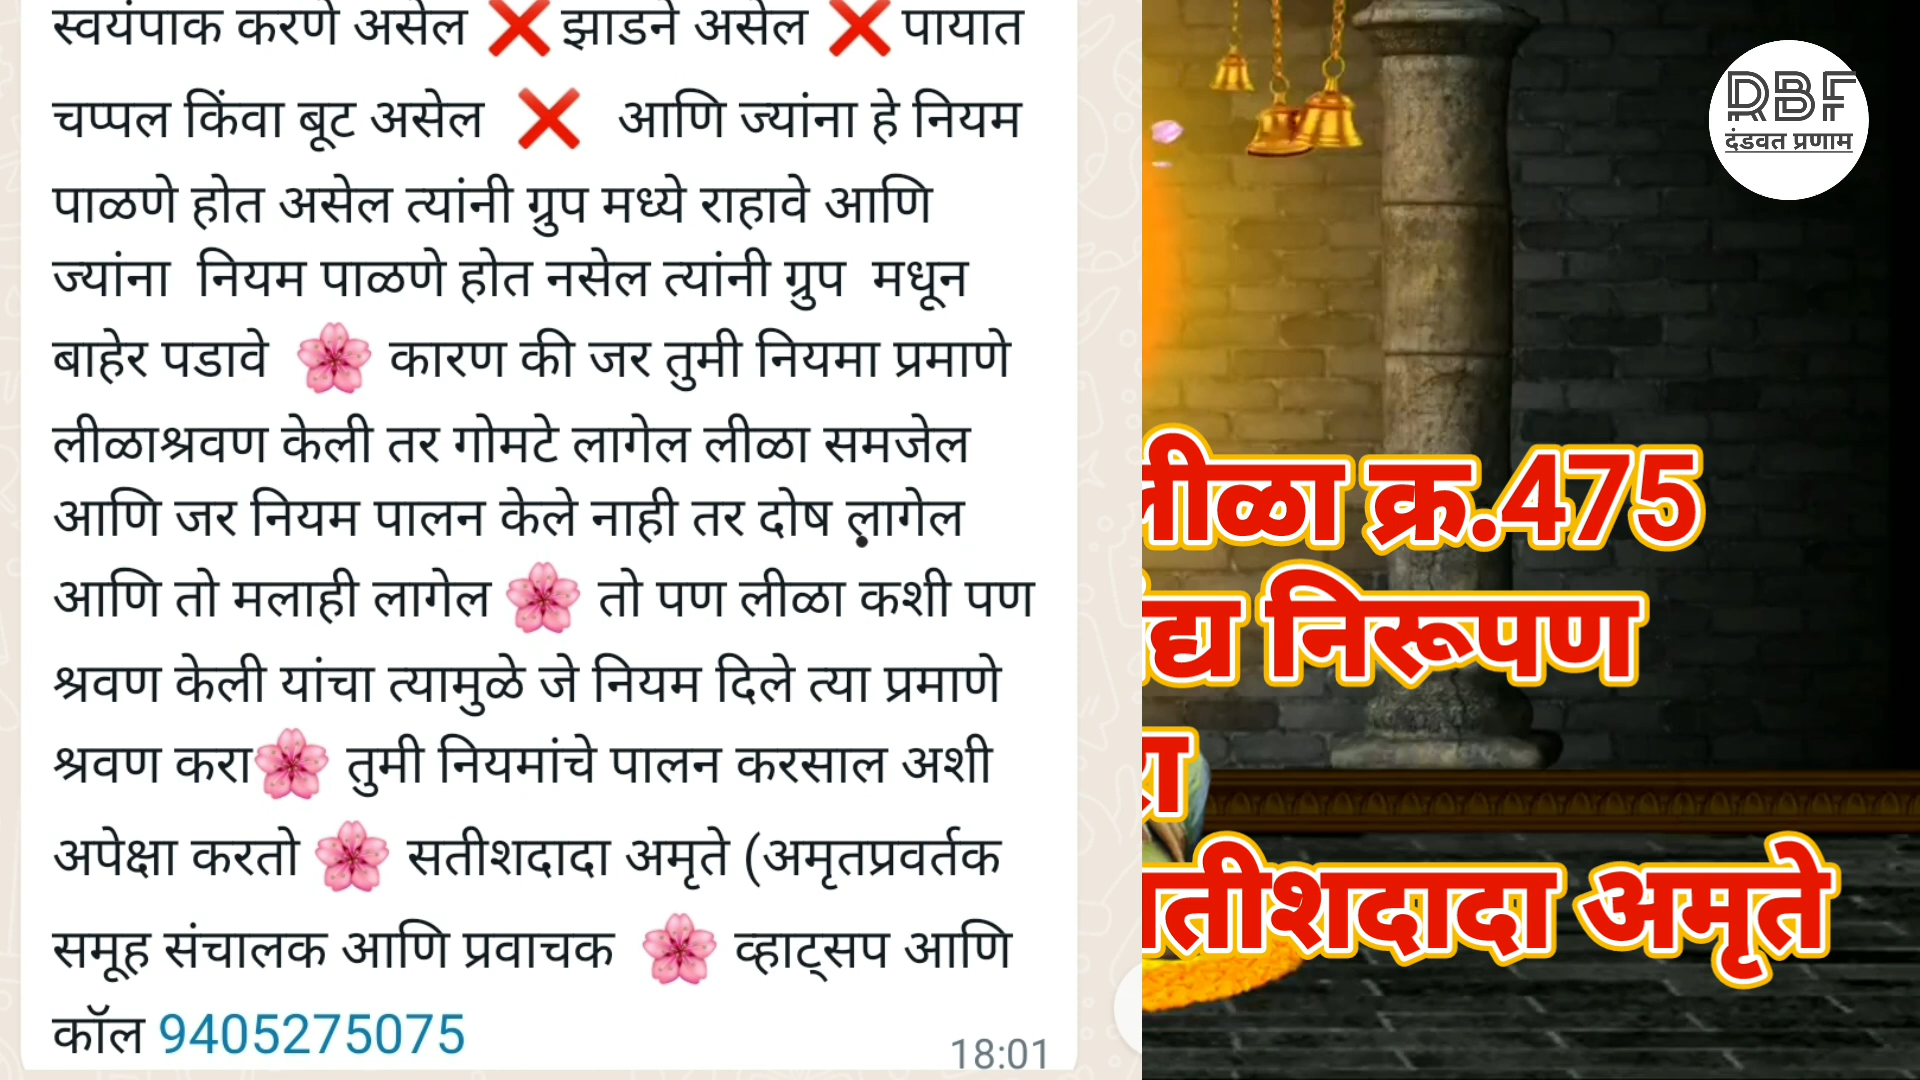 स्वयंपाक करणे असेल ❌ झाडने असेल ❌ पायात
चप्पल किंवा बूट असेल ❌ आणि ज्यांना हे नियम
पाळणे होत असेल त्यांनी ग्रुप मध्ये राहावे आणि
ज्यांना नियम पाळणे होत नसेल त्यांनी ग्रुप मधून
बाहेर पडावे 🌸 कारण की जर तुमी नियमा प्रमाणे
लीळाश्रवण केली तर गोमटे लागेल लीळा समजेल
आणि जर नियम पालन केले नाही तर दोष लागेल
आणि तो मलाही लागेल 🌸 तो पण लीळा कशी पण
श्रवण केली यांचा त्यामुळे जे नियम दिले त्या प्रमाणे
श्रवण करा🌸 तुमी नियमांचे पालन करसाल अशी
अपेक्षा करतो 🌸 सतीशदादा अमृते (अमृतप्रवर्तक
समूह संचालक आणि प्रवाचक 🌸 व्हाट्सप आणि
कॉल 9405275075
18:01
RBF
दंडवत प्रणाम
लीळा क्र.475
निरूपण
सतीशदादा अमृते